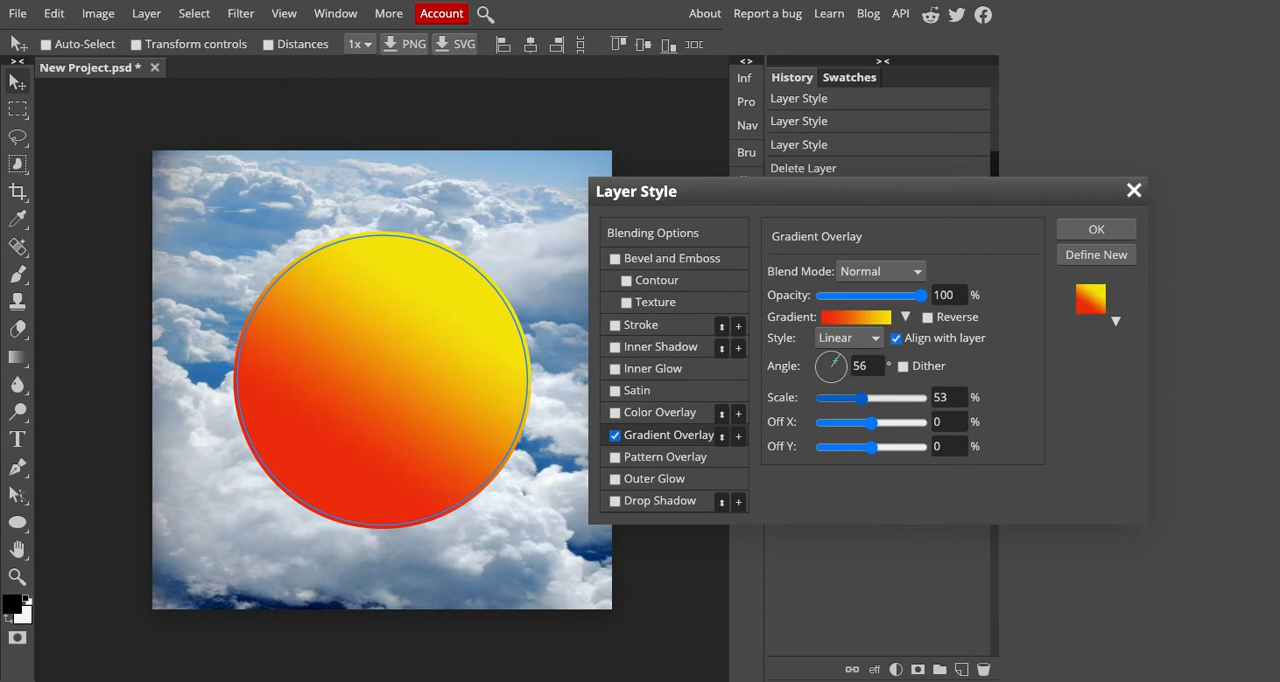 File Edit Image Layer Select Filter View Window More Account About Report a bug Learn Blog API
Auto-Select Transform controls Distances 1x PNG SVG
New Project.psd *
Inf
Pro
Nav
Bru
History Swatches
Layer Style
Layer Style
Layer Style
Delete Layer
Layer Style
Blending Options
Bevel and Emboss
Contour
Texture
Stroke
Inner Shadow
Inner Glow
Satin
Color Overlay
Gradient Overlay
Pattern Overlay
Outer Glow
Drop Shadow
Gradient Overlay
Blend Mode: Normal
Opacity: 100 %
Gradient: Reverse
Style: Linear Align with layer
Angle: 56 ° Dither
Scale: 53 %
Off X: 0 %
Off Y: 0 %
OK
Define New
eff